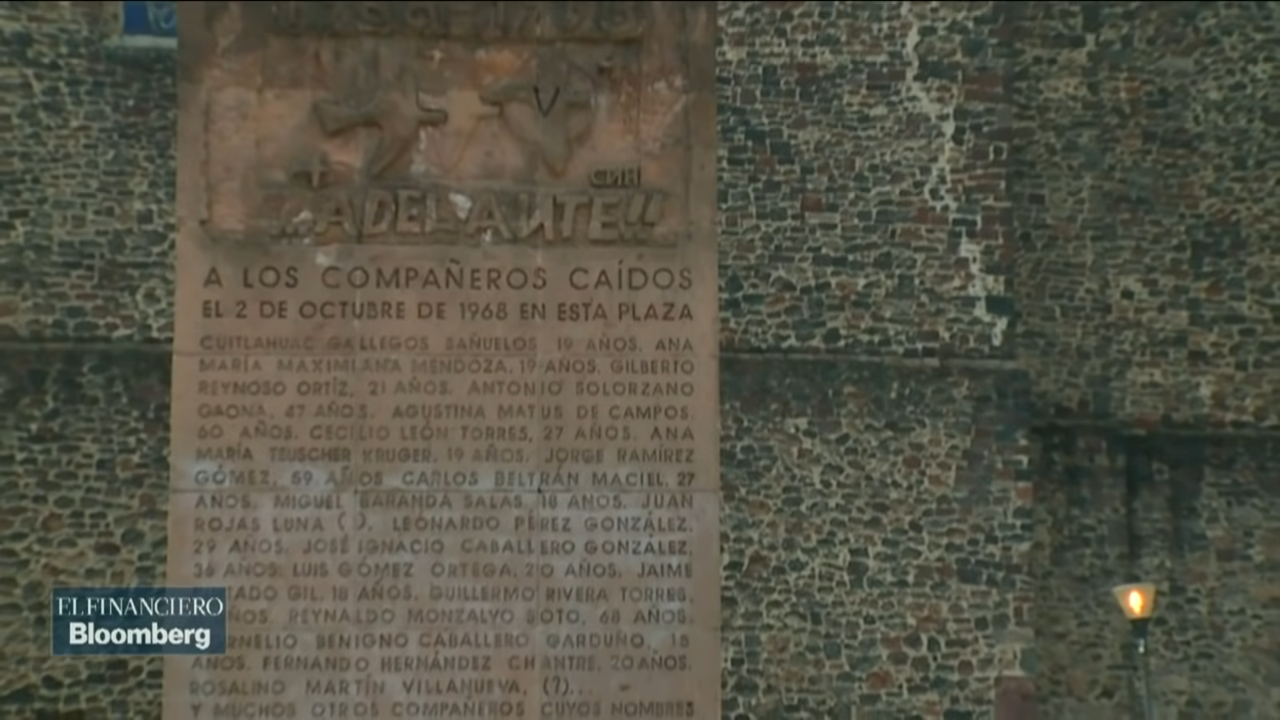 ¡¡ADELANTE!!
A LOS COMPAÑEROS CAÍDOS
EL 2 DE OCTUBRE DE 1968 EN ESTA PLAZA
CUITLAHUAC GALLEGOS BAÑUELOS 19 AÑOS. ANA
MARÍA MAXIMIANA MENDOZA, 19 AÑOS. GILBERTO
REYNOSO ORTÍZ, 21 AÑOS. ANTONIO SOLORZANO
GAONA, 47 AÑOS. AGUSTINA MATUS DE CAMPOS,
60 AÑOS. CECILIO LEÓN TORRES, 27 AÑOS. ANA
MARÍA TEUSCHER KRUGER, 19 AÑOS. JORGE RAMÍREZ
GÓMEZ, 59 AÑOS CARLOS BELTRÁN MACIEL, 27
AÑOS. MIGUEL BARANDA SALAS, 18 AÑOS. JUAN
ROJAS LUNA ( ). LEONARDO PÉREZ GONZÁLEZ,
29 AÑOS. JOSÉ IGNACIO CABALLERO GONZÁLEZ,
36 AÑOS: LUIS GÓMEZ ORTEGA, 20 AÑOS. JAIME
TADO GIL, 18 AÑOS. GUILLERMO RIVERA TORRES,
ÑOS. REYNALDO MONZALVO SOTO, 68 AÑOS.
RNELIO BENIGNO CABALLERO GARDUÑO, 18
AÑOS. FERNANDO HERNÁNDEZ CHANTRE, 20 AÑOS.
ROSALINO MARTÍN VILLANUEVA, (?)...
Y MUCHOS OTROS COMPAÑEROS CUYOS NOMBRES
EL FINANCIERO
Bloomberg